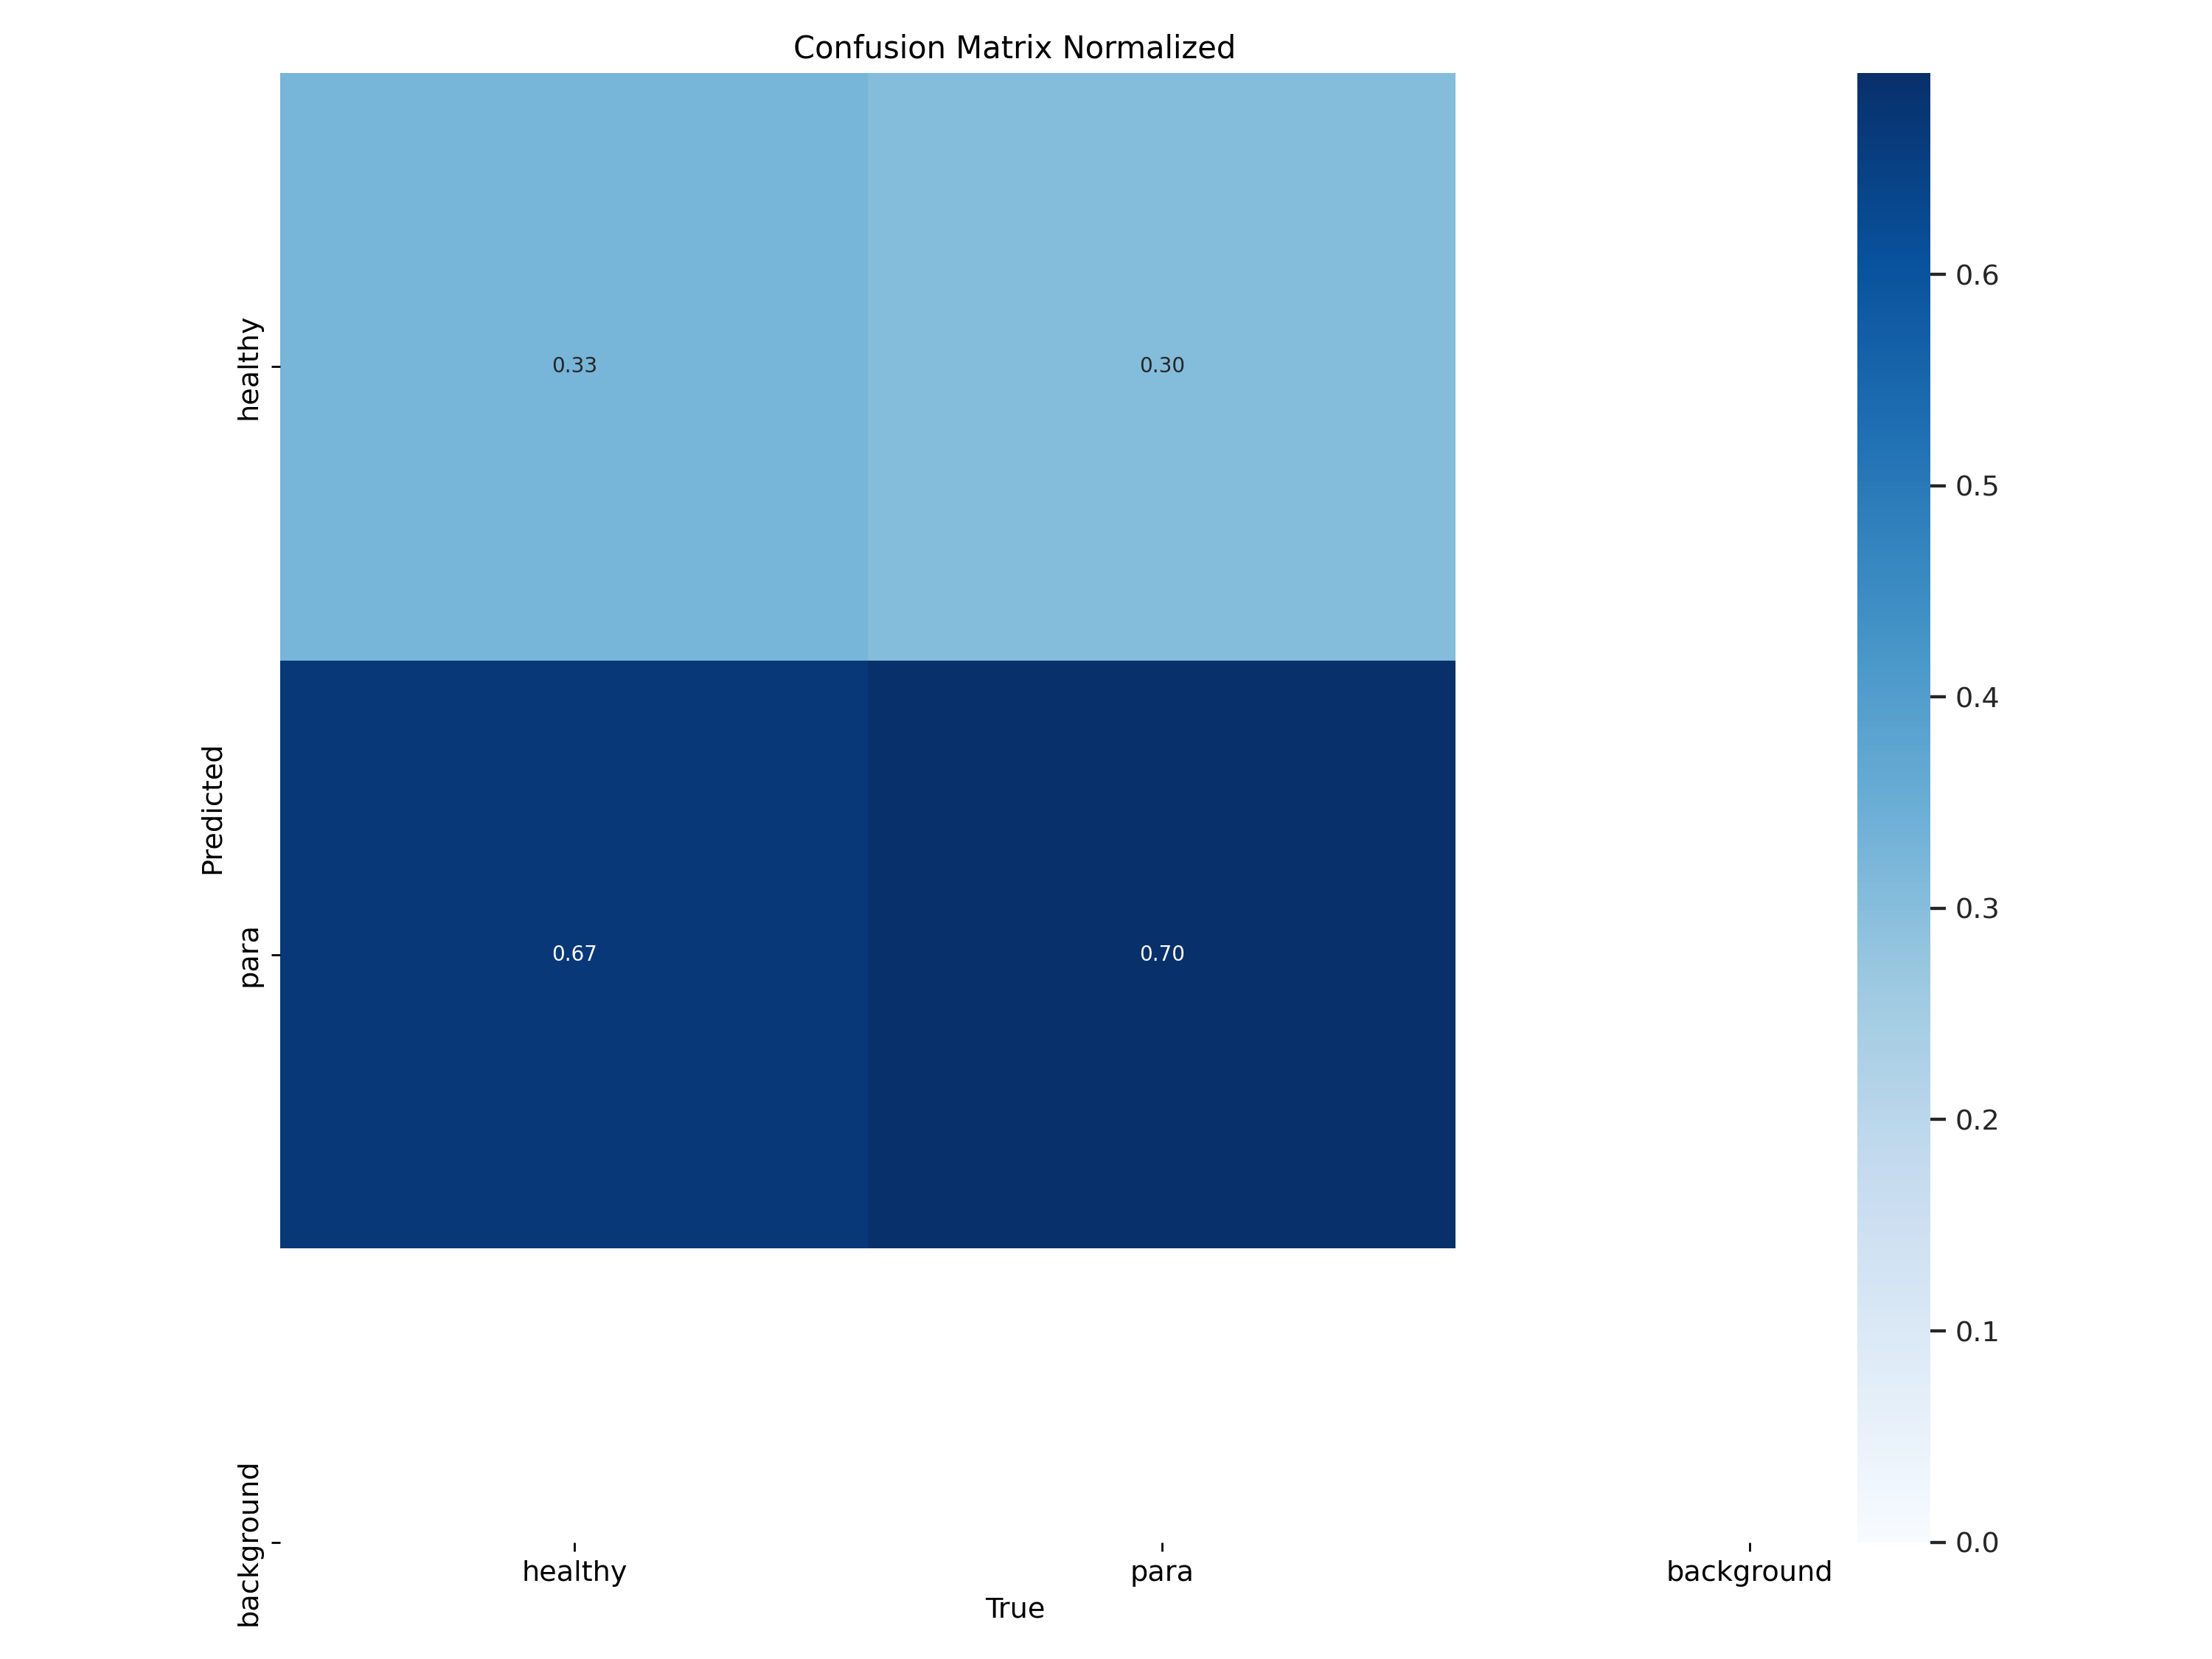 Confusion Matrix Normalized
healthy
0.33
0.30
Predicted
para
0.67
0.70
background
healthy
para
background
True
0.6
0.5
0.4
0.3
0.2
0.1
0.0